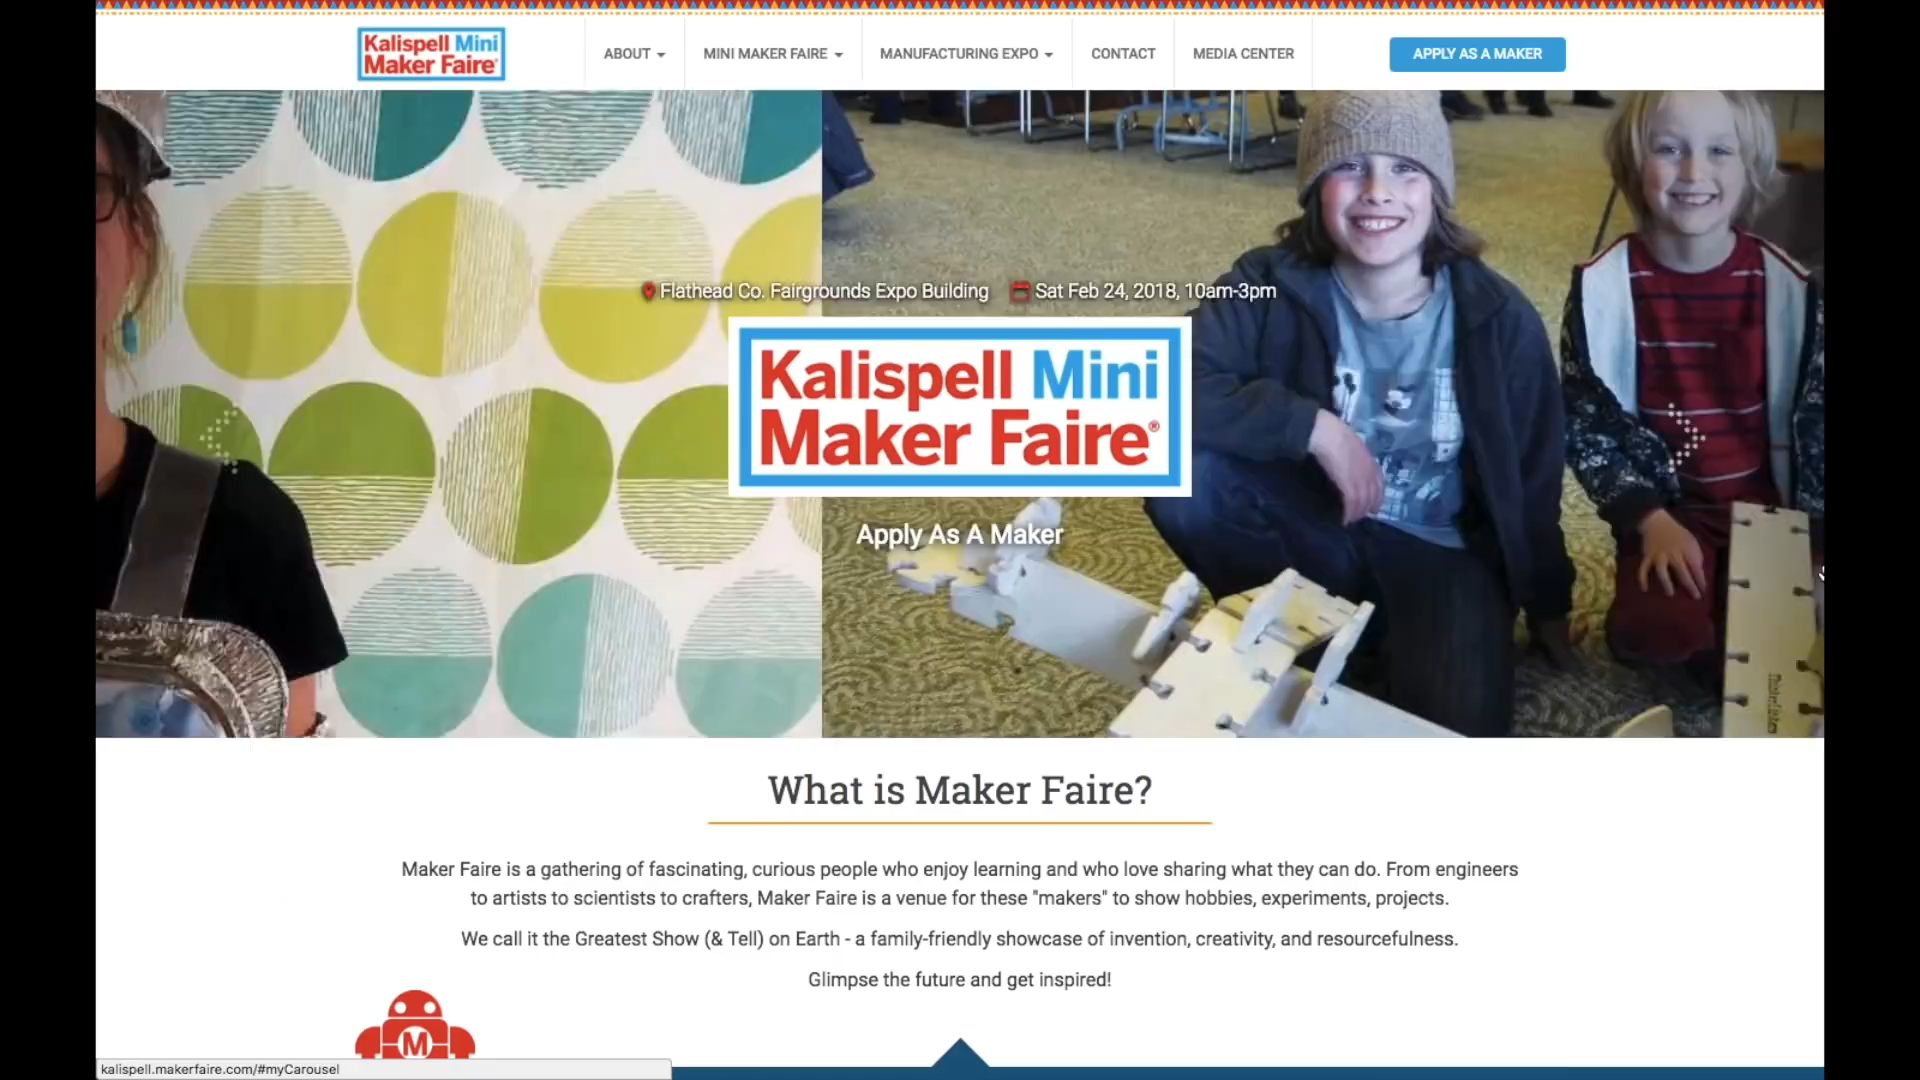 Kalispell Mini
Maker Faire®
ABOUT
MINI MAKER FAIRE
MANUFACTURING EXPO
CONTACT
MEDIA CENTER
APPLY AS A MAKER
Flathead Co. Fairgrounds Expo Building
Sat Feb 24, 2018, 10am-3pm
Kalispell Mini
Maker Faire®
Apply As A Maker
What is Maker Faire?
Maker Faire is a gathering of fascinating, curious people who enjoy learning and who love sharing what they can do. From engineers
to artists to scientists to crafters, Maker Faire is a venue for these "makers" to show hobbies, experiments, projects.
We call it the Greatest Show (& Tell) on Earth - a family-friendly showcase of invention, creativity, and resourcefulness.
Glimpse the future and get inspired!
M
kalispell.makerfaire.com/#myCarousel